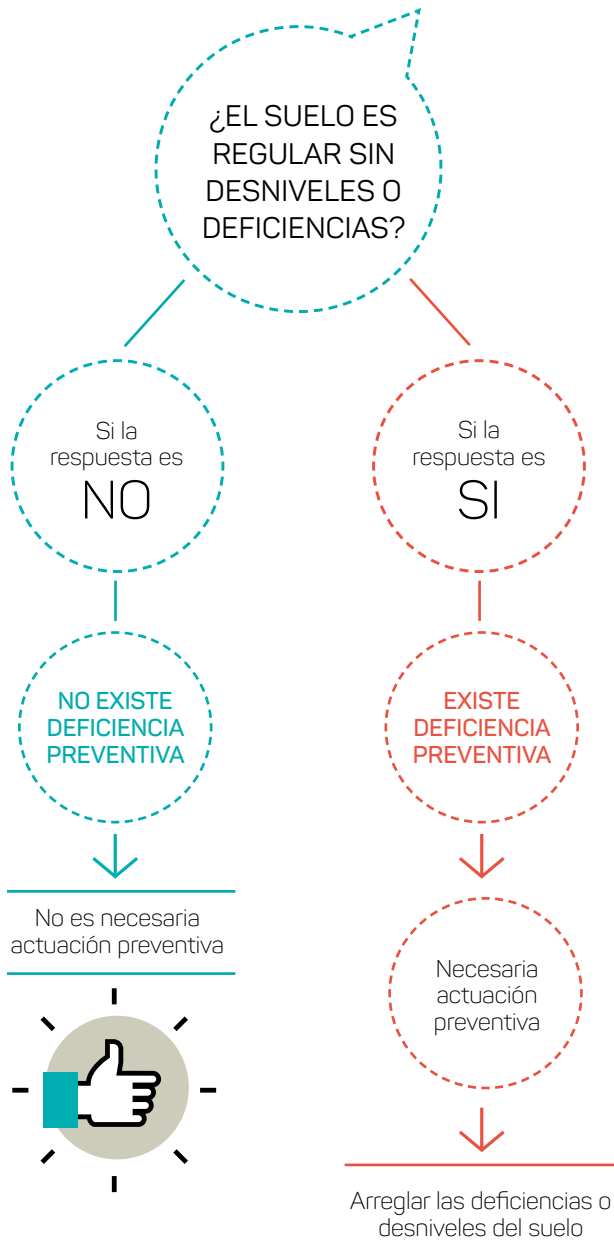 ¿EL SUELO ES
REGULAR SIN
DESNIVELES O
DEFICIENCIAS?
Si la
respuesta es
NO
NO EXISTE
DEFICIENCIA
PREVENTIVA
No es necesaria
actuación preventiva
Si la
respuesta es
SI
EXISTE
DEFICIENCIA
PREVENTIVA
Necesaria
actuación
preventiva
Arreglar las deficiencias o
desniveles del suelo